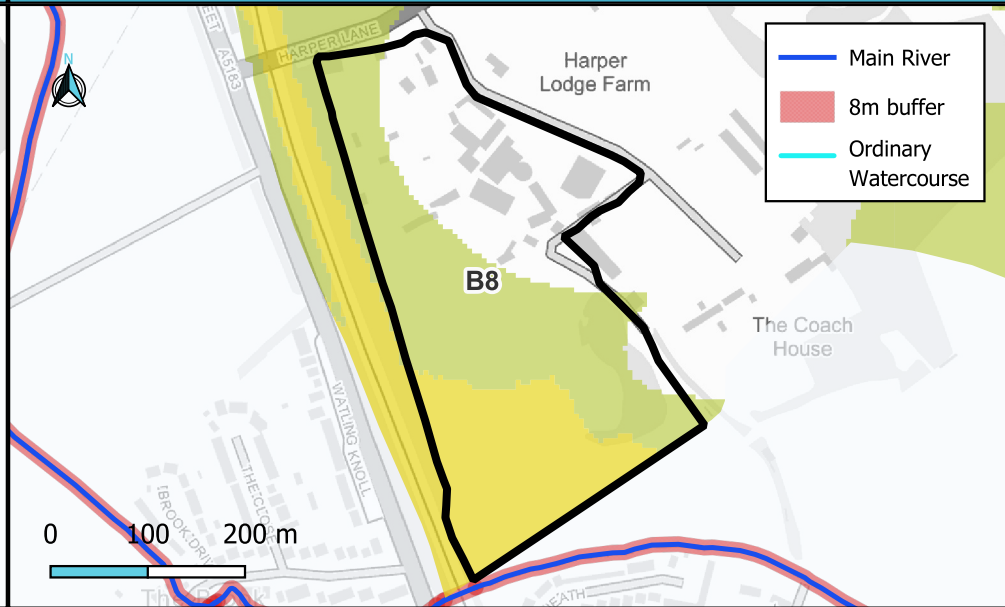 N
HARPER LANE
A5183
Harper
Lodge Farm
Main River
8m buffer
Ordinary
Watercourse
B8
The Coach
House
WATLING KNOLL
THE CLOSE
0
100
200 m